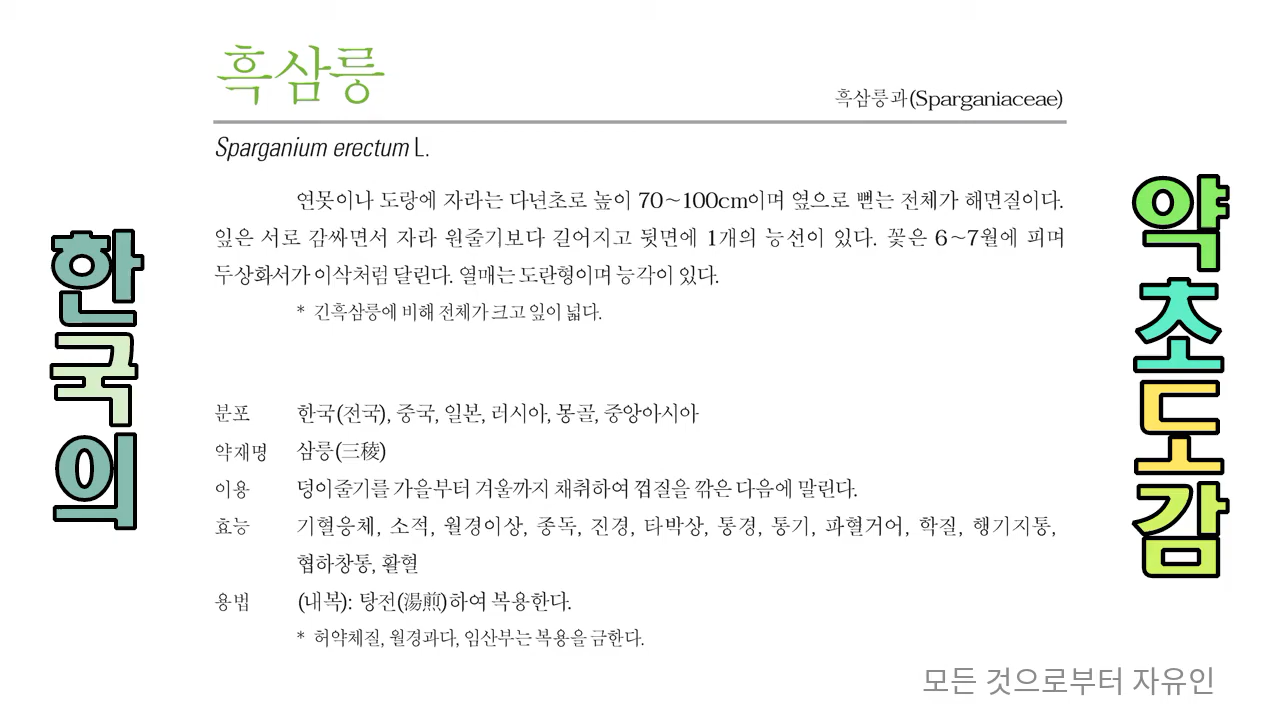 흑삼릉
흑삼릉과(Sparganiaceae)
Sparganium erectum L.
연못이나 도랑에 자라는 다년초로 높이 70~100cm이며 옆으로 뻗는 전체가 해면질이다.
잎은 서로 감싸면서 자라 원줄기보다 길어지고 뒷면에 1개의 능선이 있다. 꽃은 6~7월에 피며
두상화서가 이삭처럼 달린다. 열매는 도란형이며 능각이 있다.
* 긴흑삼릉에 비해 전체가 크고 잎이 넓다.
분포 한국(전국), 중국, 일본, 러시아, 몽골, 중앙아시아
약재명 삼릉(三稜)
이용 덩이줄기를 가을부터 겨울까지 채취하여 껍질을 깎은 다음에 말린다.
효능 기혈응체, 소적, 월경이상, 종독, 진경, 타박상, 통경, 통기, 파혈거어, 학질, 행기지통,
협하창통, 활혈
용법 (내복): 탕전(湯煎)하여 복용한다.
* 허약체질, 월경과다, 임산부는 복용을 금한다.
한국의
약초도감
모든 것으로부터 자유인